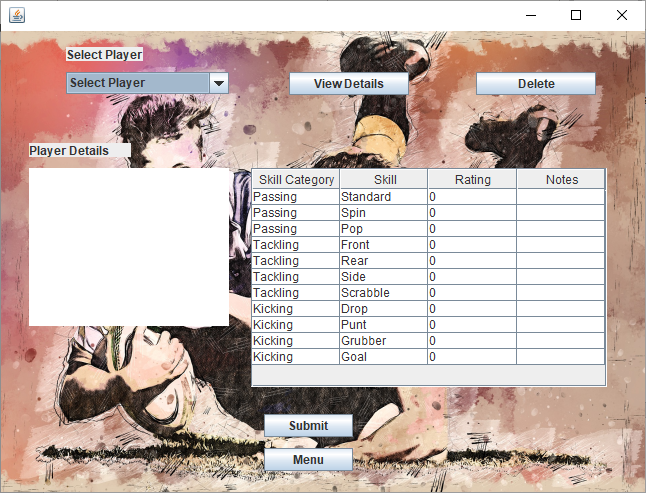 Select Player
Select Player View Details Delete
Player Details
Skill Category Skill Rating Notes
Passing Standard 0
Passing Spin 0
Passing Pop 0
Tackling Front 0
Tackling Rear 0
Tackling Side 0
Tackling Scrabble 0
Kicking Drop 0
Kicking Punt 0
Kicking Grubber 0
Kicking Goal 0
Submit
Menu